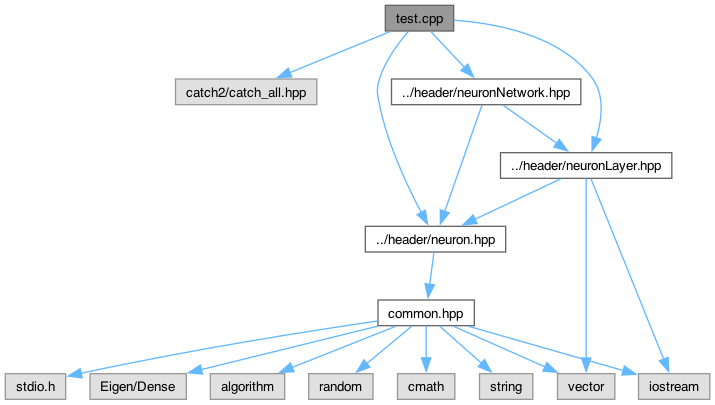 test.cpp
catch2/catch_all.hpp
../header/neuronNetwork.hpp
../header/neuronLayer.hpp
../header/neuron.hpp
common.hpp
stdio.h
Eigen/Dense
algorithm
random
cmath
string
vector
iostream